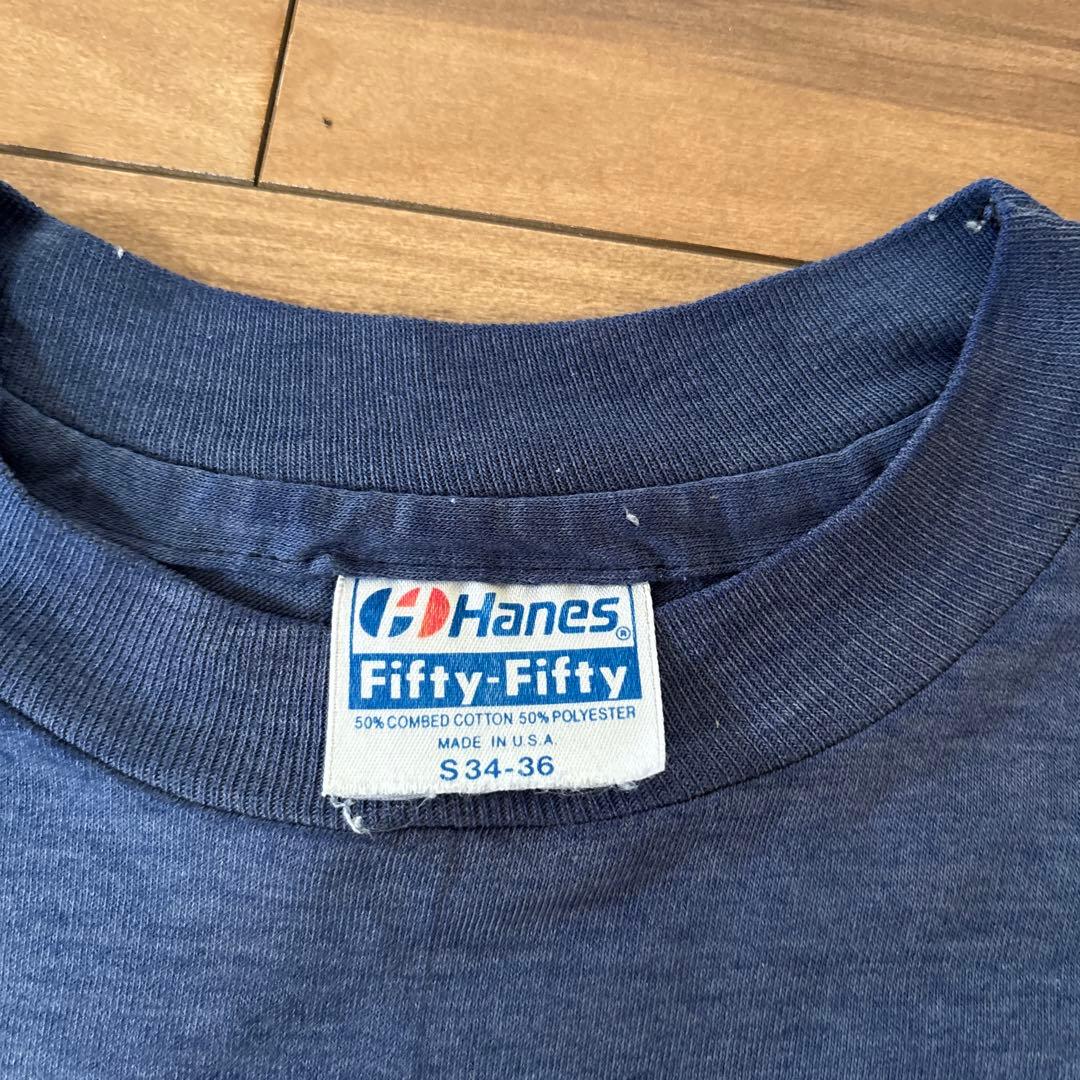 Hanes®
Fifty-Fifty
50% COMBED COTTON 50% POLYESTER
MADE IN U.S.A.
S 34-36